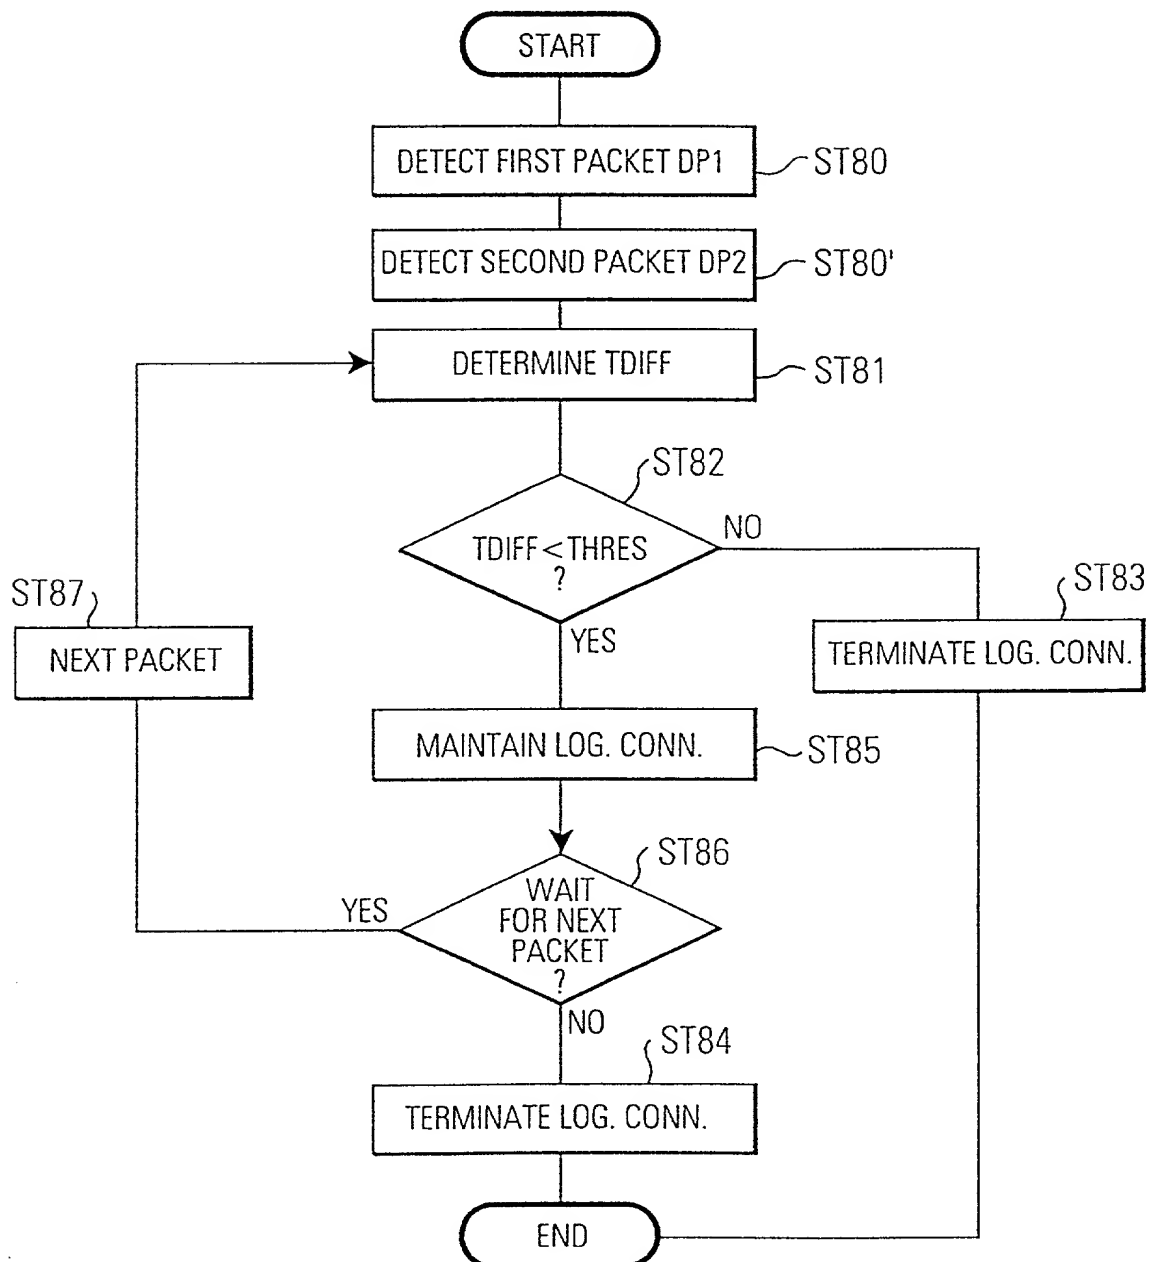 START
DETECT FIRST PACKET DP1
ST80
DETECT SECOND PACKET DP2
ST80'
DETERMINE TDIFF
ST81
ST82
TDIFF<THRES
?
NO
YES
ST83
TERMINATE LOG. CONN.
ST87
NEXT PACKET
MAINTAIN LOG. CONN.
ST85
ST86
WAIT
FOR NEXT
PACKET
?
YES
NO
ST84
TERMINATE LOG. CONN.
END